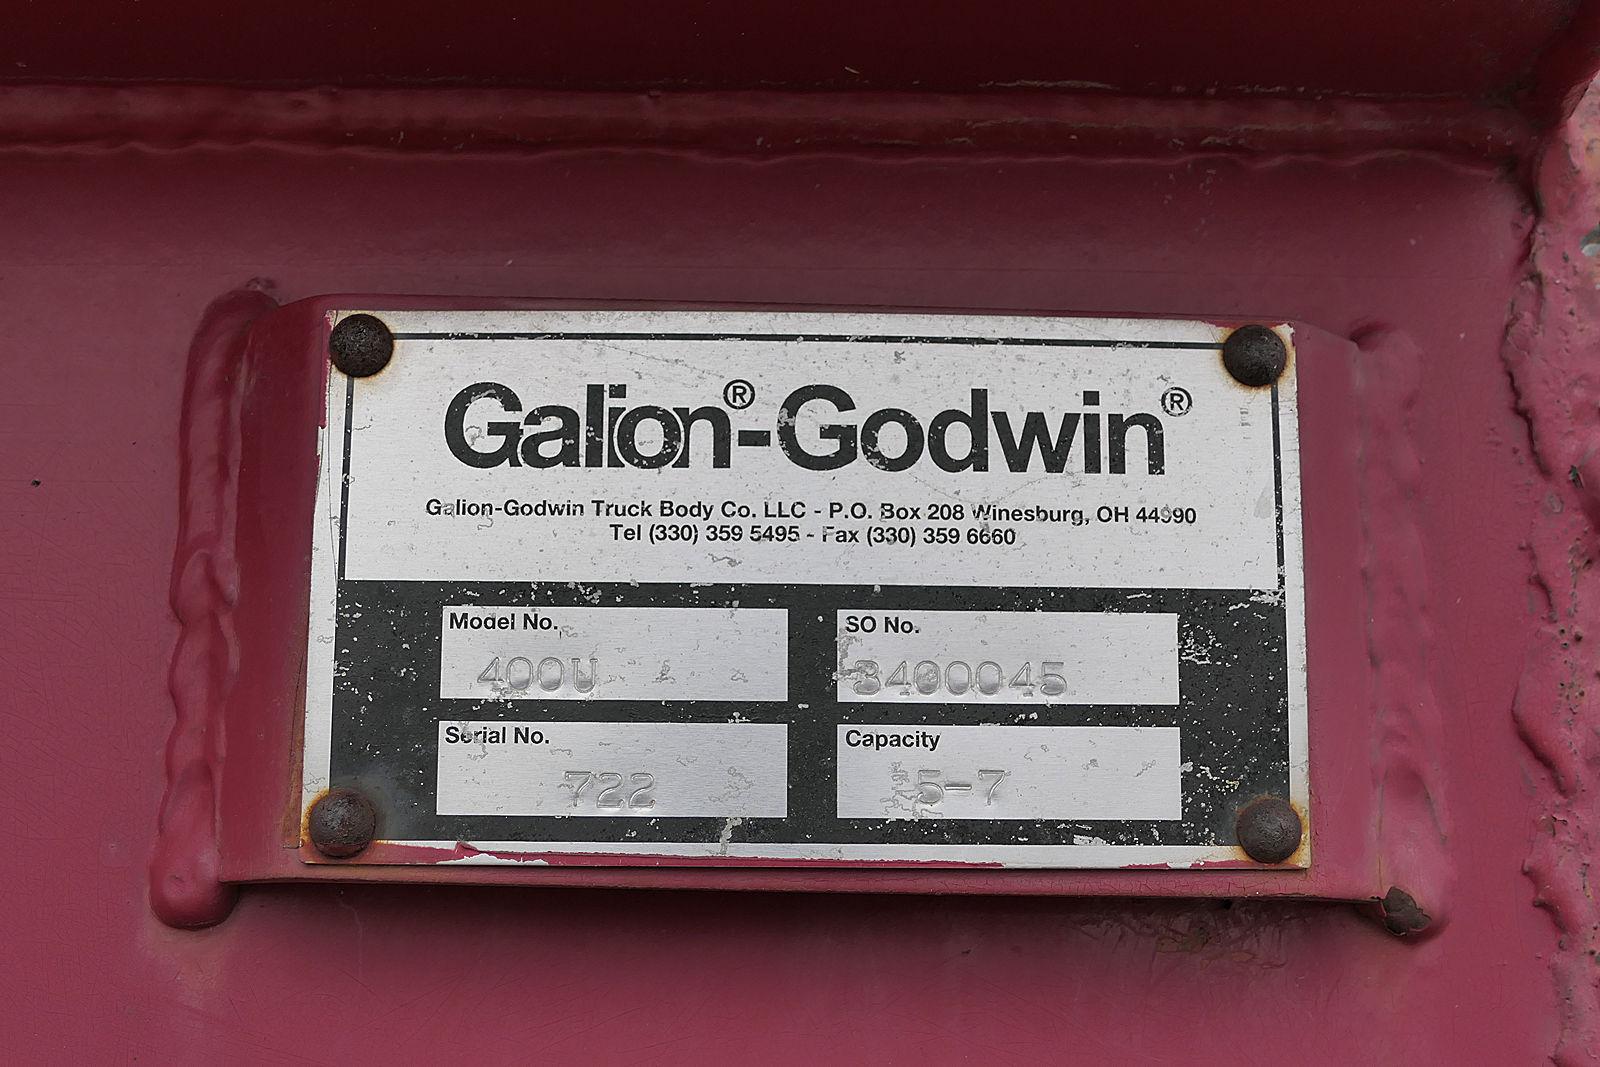 Galion®-Godwin®
Galion-Godwin Truck Body Co. LLC - P.O. Box 208 Winesburg, OH 44990
Tel (330) 359 5495 - Fax (330) 359 6660
Model No.
400U
SO No.
3400045
Serial No.
722
Capacity
5-7